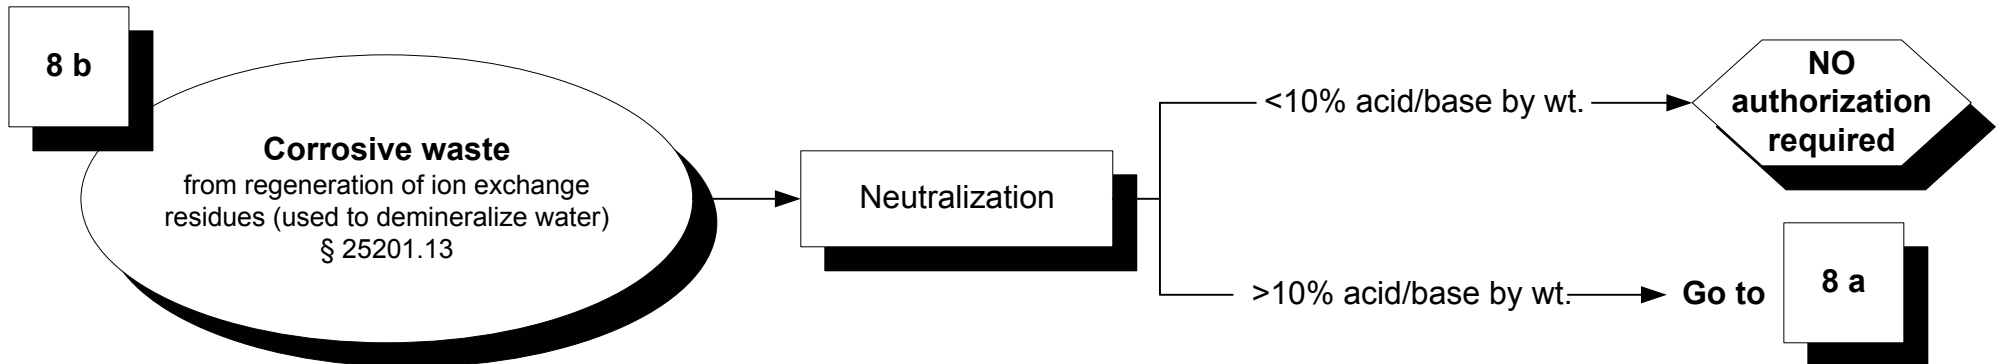 8 b
Corrosive waste
from regeneration of ion exchange
residues (used to demineralize water)
§ 25201.13
Neutralization
<10% acid/base by wt.
NO
authorization
required
>10% acid/base by wt.
Go to
8 a